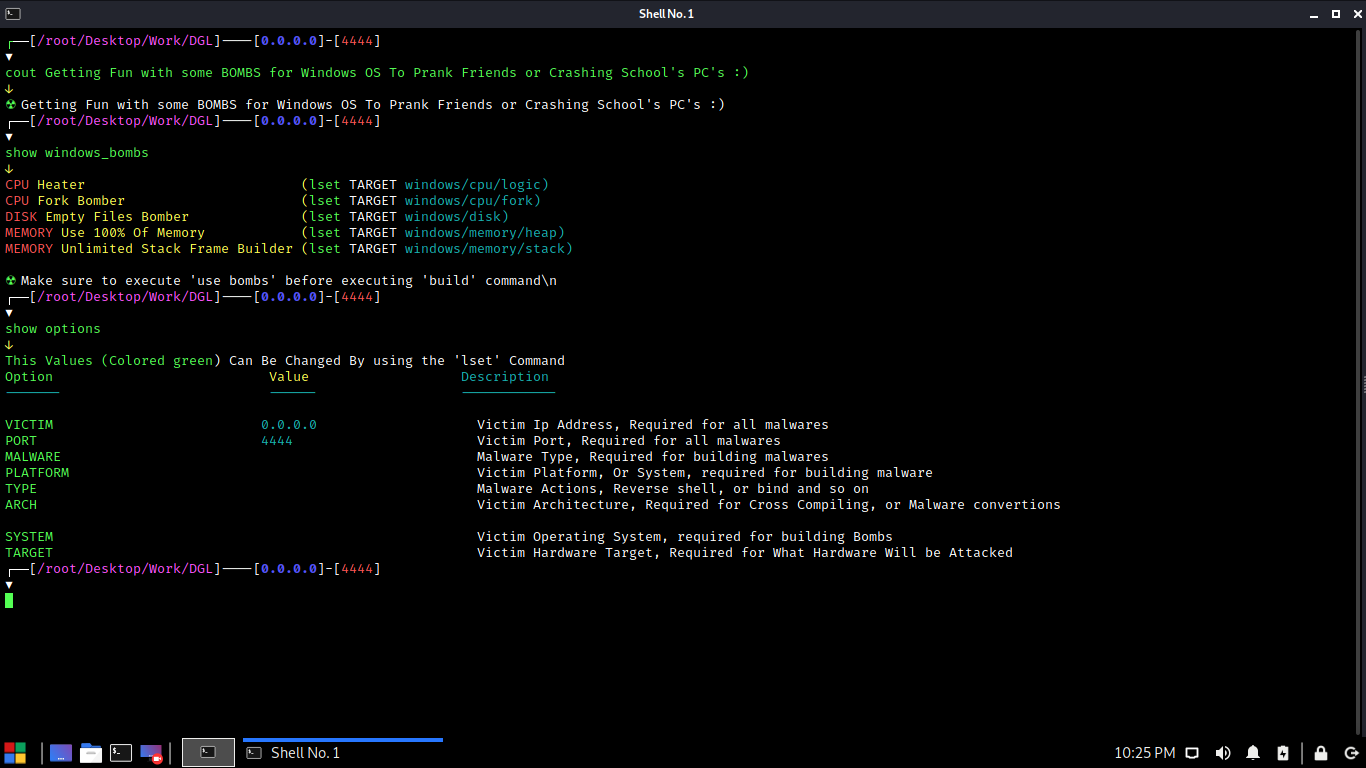 Shell No. 1
┌──[/root/Desktop/Work/DGL]────[0.0.0.0]-[4444]
▼
cout Getting Fun with some BOMBS for Windows OS To Prank Friends or Crashing School's PC's :)
↓
☢ Getting Fun with some BOMBS for Windows OS To Prank Friends or Crashing School's PC's :)
┌──[/root/Desktop/Work/DGL]────[0.0.0.0]-[4444]
▼
show windows_bombs
↓
CPU Heater (lset TARGET windows/cpu/logic)
CPU Fork Bomber (lset TARGET windows/cpu/fork)
DISK Empty Files Bomber (lset TARGET windows/disk)
MEMORY Use 100% Of Memory (lset TARGET windows/memory/heap)
MEMORY Unlimited Stack Frame Builder (lset TARGET windows/memory/stack)
☢ Make sure to execute 'use bombs' before executing 'build' command\n
┌──[/root/Desktop/Work/DGL]────[0.0.0.0]-[4444]
▼
show options
↓
This Values (Colored green) Can Be Changed By using the 'lset' Command
Option Value Description
VICTIM 0.0.0.0 Victim Ip Address, Required for all malwares
PORT 4444 Victim Port, Required for all malwares
MALWARE Malware Type, Required for building malwares
PLATFORM Victim Platform, Or System, required for building malware
TYPE Malware Actions, Reverse shell, or bind and so on
ARCH Victim Architecture, Required for Cross Compiling, or Malware convertions
SYSTEM Victim Operating System, required for building Bombs
TARGET Victim Hardware Target, Required for What Hardware Will be Attacked
┌──[/root/Desktop/Work/DGL]────[0.0.0.0]-[4444]
▼
Shell No. 1
10:25 PM